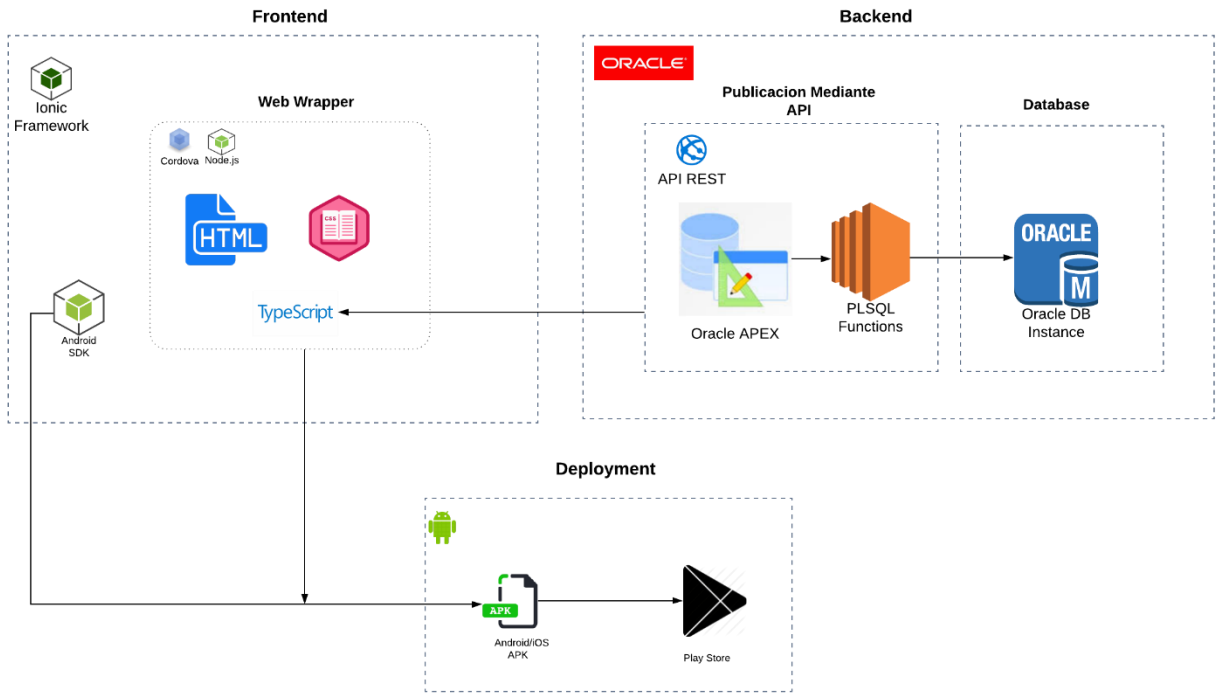 Frontend
Backend
Ionic
Framework
Web Wrapper
Cordova
Node.js
HTML
CSS
TypeScript
Android
SDK
ORACLE
Publicacion Mediante
API
Database
API REST
Oracle APEX
PLSQL
Functions
ORACLE
M
Oracle DB
Instance
Deployment
APK
Android/iOS
APK
Play Store